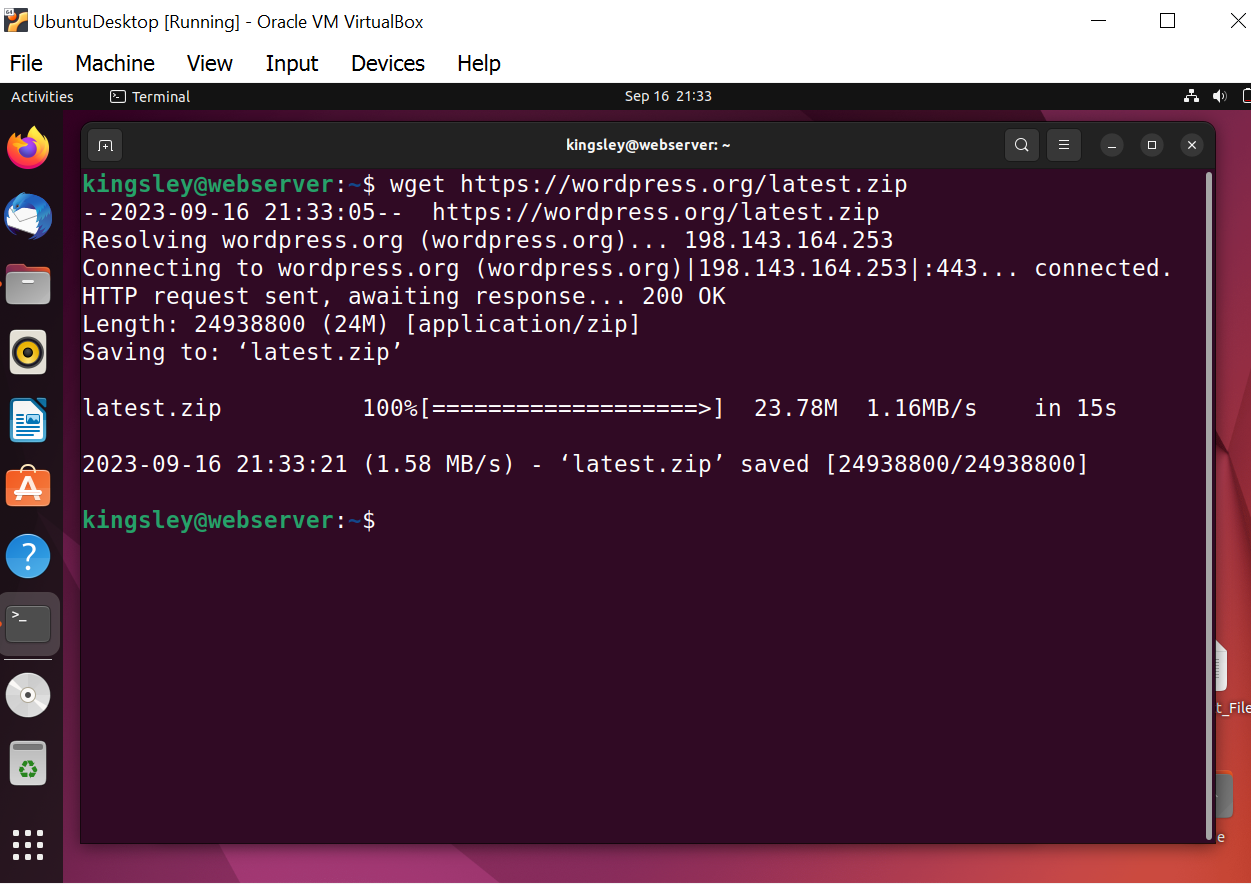 UbuntuDesktop [Running] - Oracle VM VirtualBox
File Machine View Input Devices Help
Activities Terminal Sep 16 21:33
kingsley@webserver: ~
kingsley@webserver:~$ wget https://wordpress.org/latest.zip
--2023-09-16 21:33:05-- https://wordpress.org/latest.zip
Resolving wordpress.org (wordpress.org)... 198.143.164.253
Connecting to wordpress.org (wordpress.org)|198.143.164.253|:443... connected.
HTTP request sent, awaiting response... 200 OK
Length: 24938800 (24M) [application/zip]
Saving to: ‘latest.zip’
latest.zip 100%[===================>] 23.78M 1.16MB/s in 15s
2023-09-16 21:33:21 (1.58 MB/s) - ‘latest.zip’ saved [24938800/24938800]
kingsley@webserver:~$